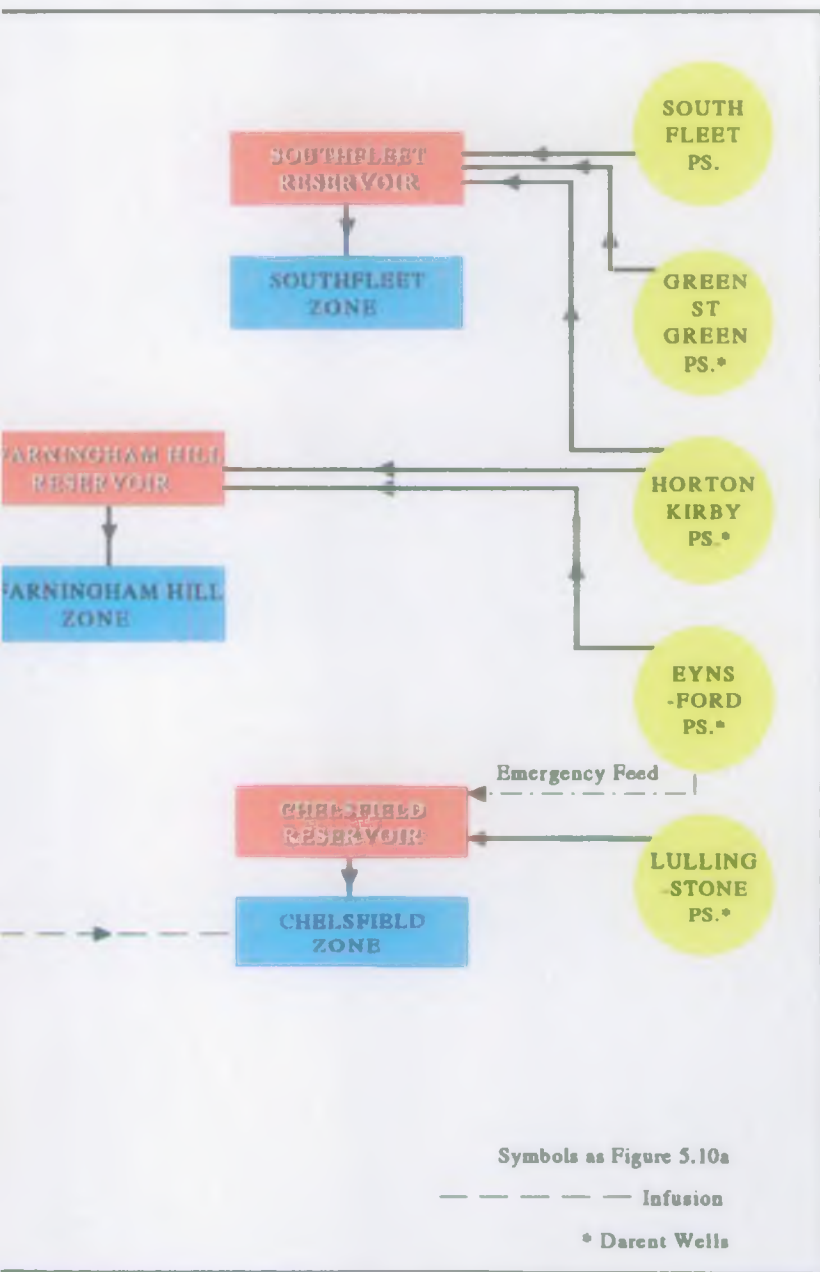 SOUTH
FLEET
PS.
SOUTHFLEET
RESERVOIR
SOUTHFLEET
ZONE
GREEN
ST
GREEN
PS.*
FARNINGHAM HILL
RESERVOIR
HORTON
KIRBY
PS.*
FARNINGHAM HILL
ZONE
EYNS
-FORD
PS.*
Emergency Feed
CHELSFIELD
RESERVOIR
LULLING
-STONE
PS.*
CHELSFIELD
ZONE
Symbols as Figure 5.10a
Infusion
* Darent Wells